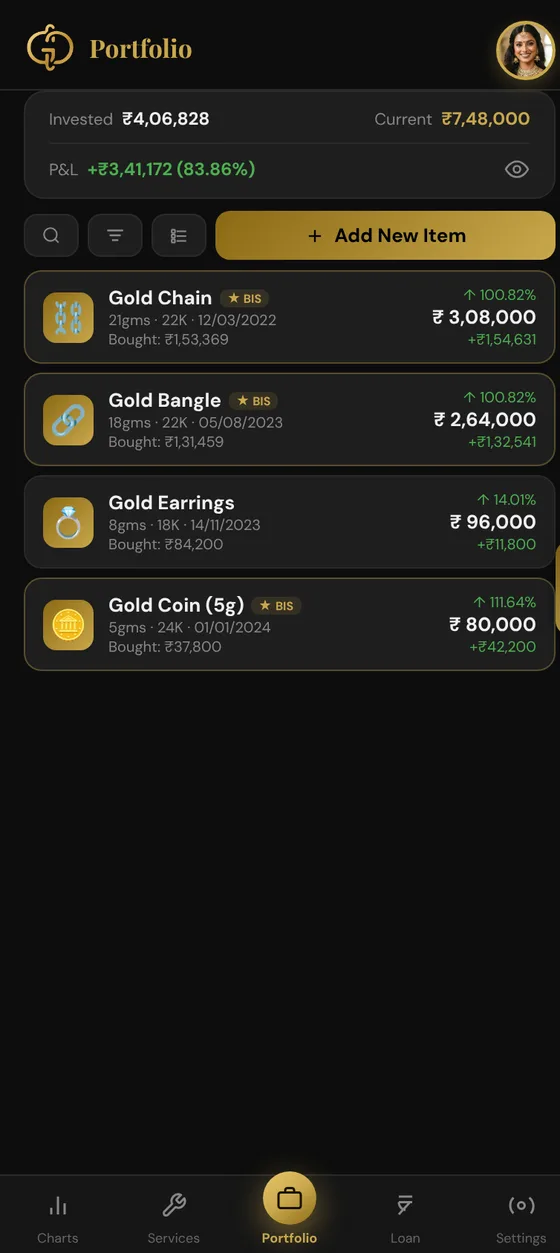 Portfolio
Invested ₹4,06,828 Current ₹7,48,000
P&L +₹3,41,172 (83.86%)
+ Add New Item
Gold Chain ★ BIS
↑ 100.82%
21gms · 22K · 12/03/2022
₹ 3,08,000
Bought: ₹1,53,369
+₹1,54,631
Gold Bangle ★ BIS
↑ 100.82%
18gms · 22K · 05/08/2023
₹ 2,64,000
Bought: ₹1,31,459
+₹1,32,541
Gold Earrings
↑ 14.01%
8gms · 18K · 14/11/2023
₹ 96,000
Bought: ₹84,200
+₹11,800
Gold Coin (5g) ★ BIS
↑ 111.64%
5gms · 24K · 01/01/2024
₹ 80,000
Bought: ₹37,800
+₹42,200
Charts Services Portfolio Loan Settings